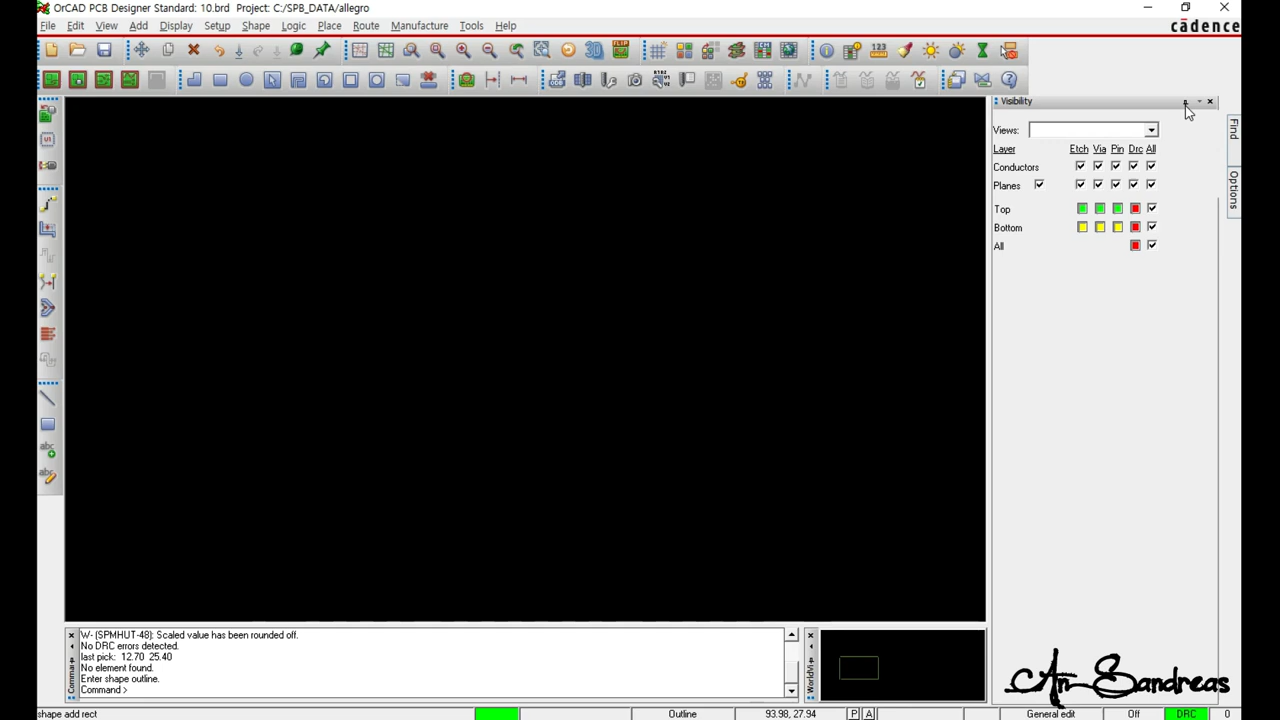 OrCAD PCB Designer Standard: 10.brd Project: C:/SPB_DATA/allegro
File Edit View Add Display Setup Shape Logic Place Route Manufacture Tools Help
cādence
Visibility
Views:
Layer Etch Via Pin Drc All
Conductors
Planes
Top
Bottom
All
Find
Options
W- (SPMHUT-48): Scaled value has been rounded off.
No DRC errors detected.
last pick: 12.70 25.40
No element found.
Enter shape outline.
Command >
An Sandreas
shape add rect Outline 93.98, 27.94 P A General edit Off DRC 0